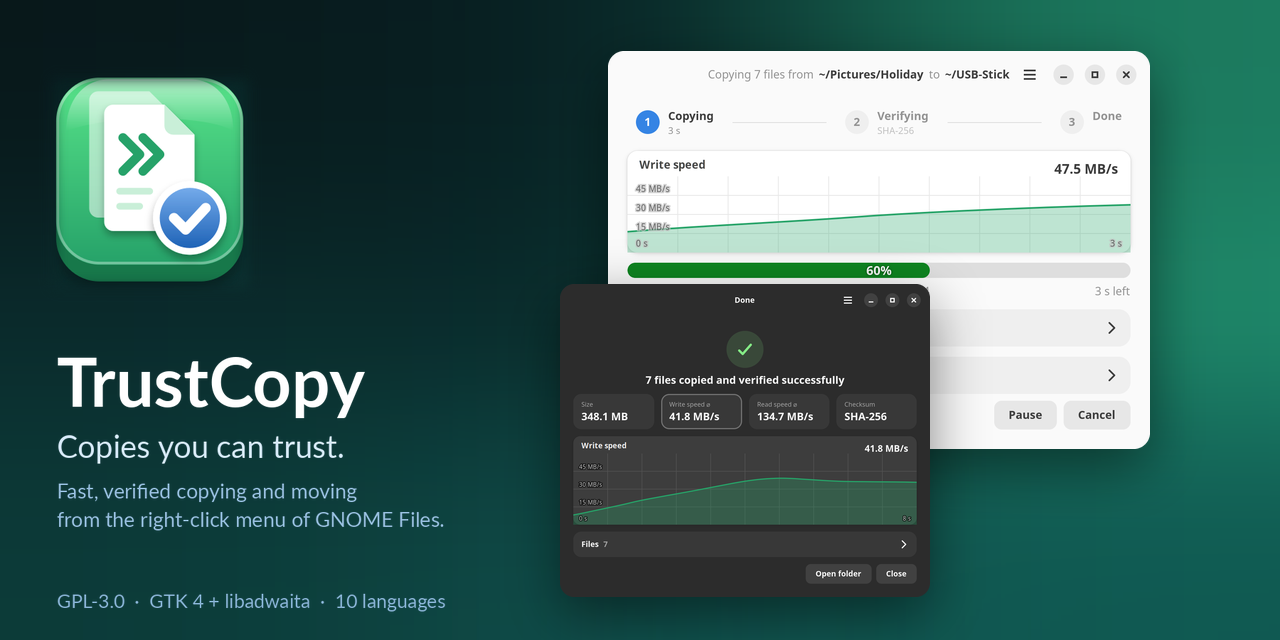 TrustCopy
Copies you can trust.
Fast, verified copying and moving
from the right-click menu of GNOME Files.
GPL-3.0 · GTK 4 + libadwaita · 10 languages
Copying 7 files from ~/Pictures/Holiday to ~/USB-Stick
1 Copying 2 Verifying 3 Done
3 s SHA-256
Write speed 47.5 MB/s
45 MB/s
30 MB/s
15 MB/s
0 s 3 s
60%
3 s left
Pause Cancel
Done
7 files copied and verified successfully
Size Write speed ⌀ Read speed ⌀ Checksum
348.1 MB 41.8 MB/s 134.7 MB/s SHA-256
Write speed 41.8 MB/s
45 MB/s
30 MB/s
15 MB/s
0 s 8 s
Files 7
Open folder Close